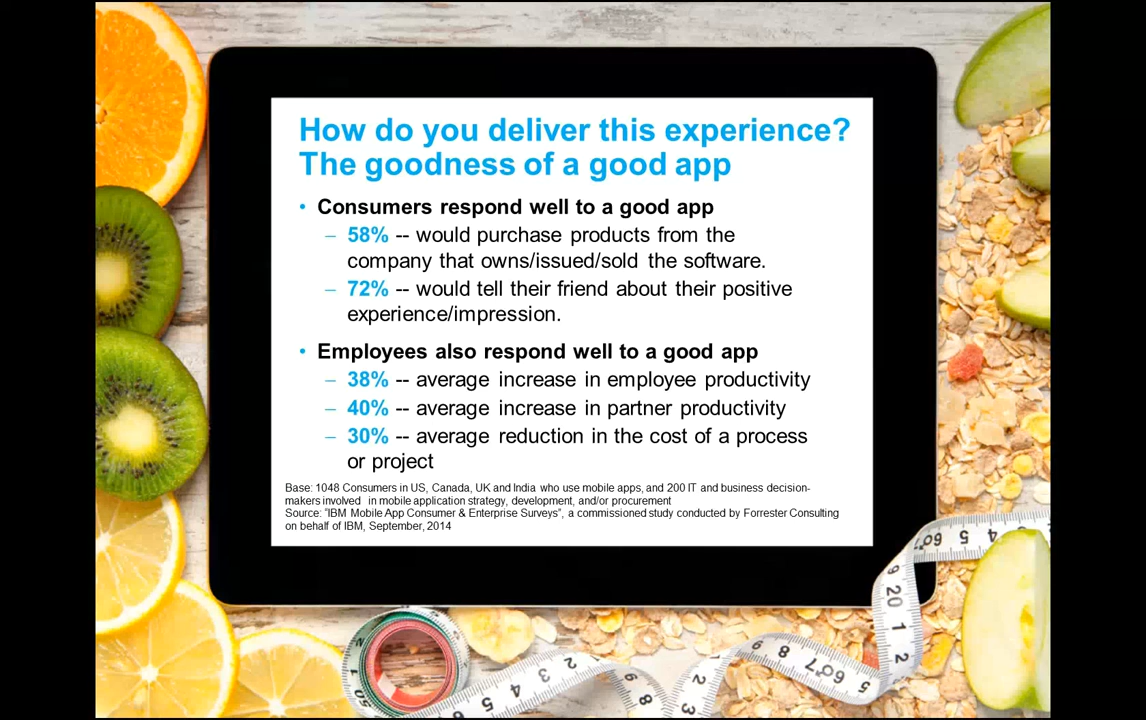 How do you deliver this experience?
The goodness of a good app
• Consumers respond well to a good app
– 58% -- would purchase products from the
company that owns/issued/sold the software.
– 72% -- would tell their friend about their positive
experience/impression.
• Employees also respond well to a good app
– 38% -- average increase in employee productivity
– 40% -- average increase in partner productivity
– 30% -- average reduction in the cost of a process
or project
Base: 1048 Consumers in US, Canada, UK and India who use mobile apps, and 200 IT and business decision-
makers involved in mobile application strategy, development, and/or procurement
Source: "IBM Mobile App Consumer & Enterprise Surveys", a commissioned study conducted by Forrester Consulting
on behalf of IBM, September, 2014